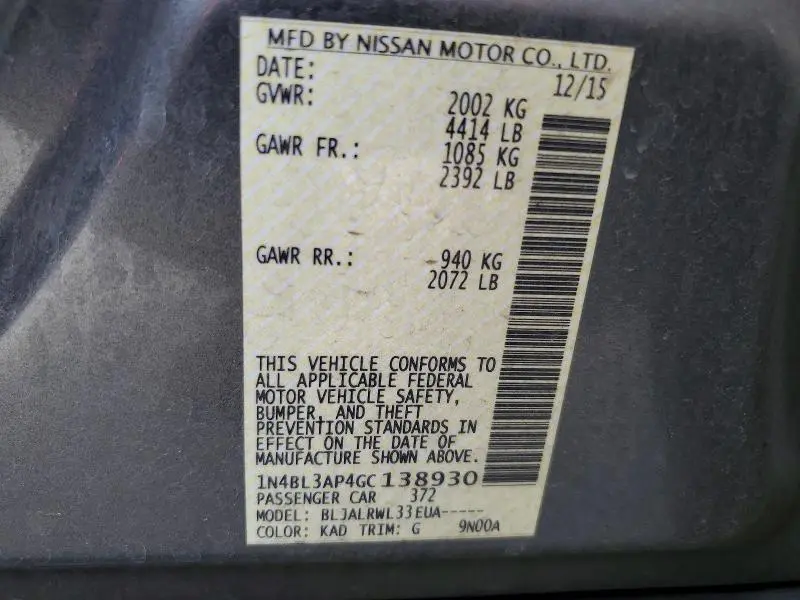 MFD BY NISSAN MOTOR CO., LTD.
DATE: 12/15
GVWR: 2002 KG
4414 LB
GAWR FR.: 1085 KG
2392 LB
GAWR RR.: 940 KG
2072 LB
THIS VEHICLE CONFORMS TO
ALL APPLICABLE FEDERAL
MOTOR VEHICLE SAFETY,
BUMPER, AND THEFT
PREVENTION STANDARDS IN
EFFECT ON THE DATE OF
MANUFACTURE SHOWN ABOVE.
1N4BL3AP4GC138930
PASSENGER CAR 372
MODEL: BLJALRWL33EUA-----
COLOR: KAD TRIM: G 9N00A